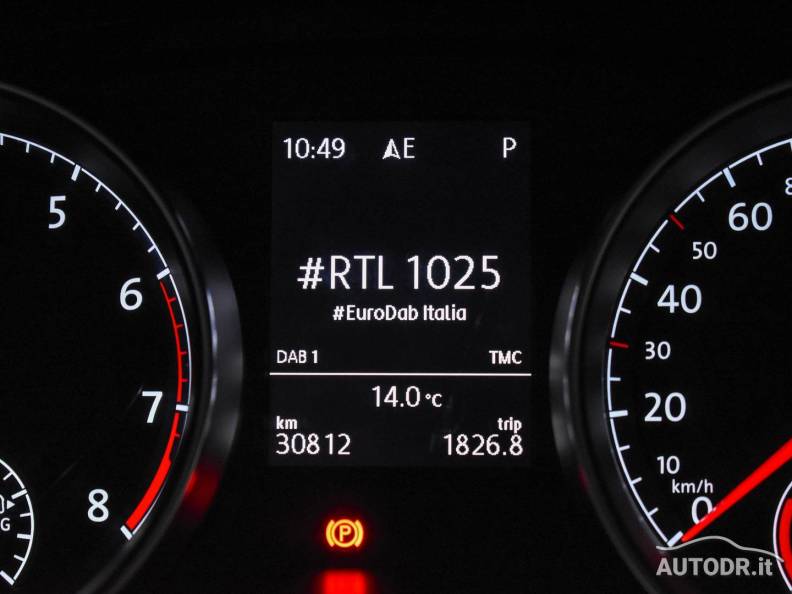 10:49 E P
#RTL 1025
#EuroDab Italia
DAB 1 TMC
14.0 °C
km trip
30812 1826.8
5
6
7
8
G
P
8
60
50
40
30
20
10
km/h
0
AUTODR.it